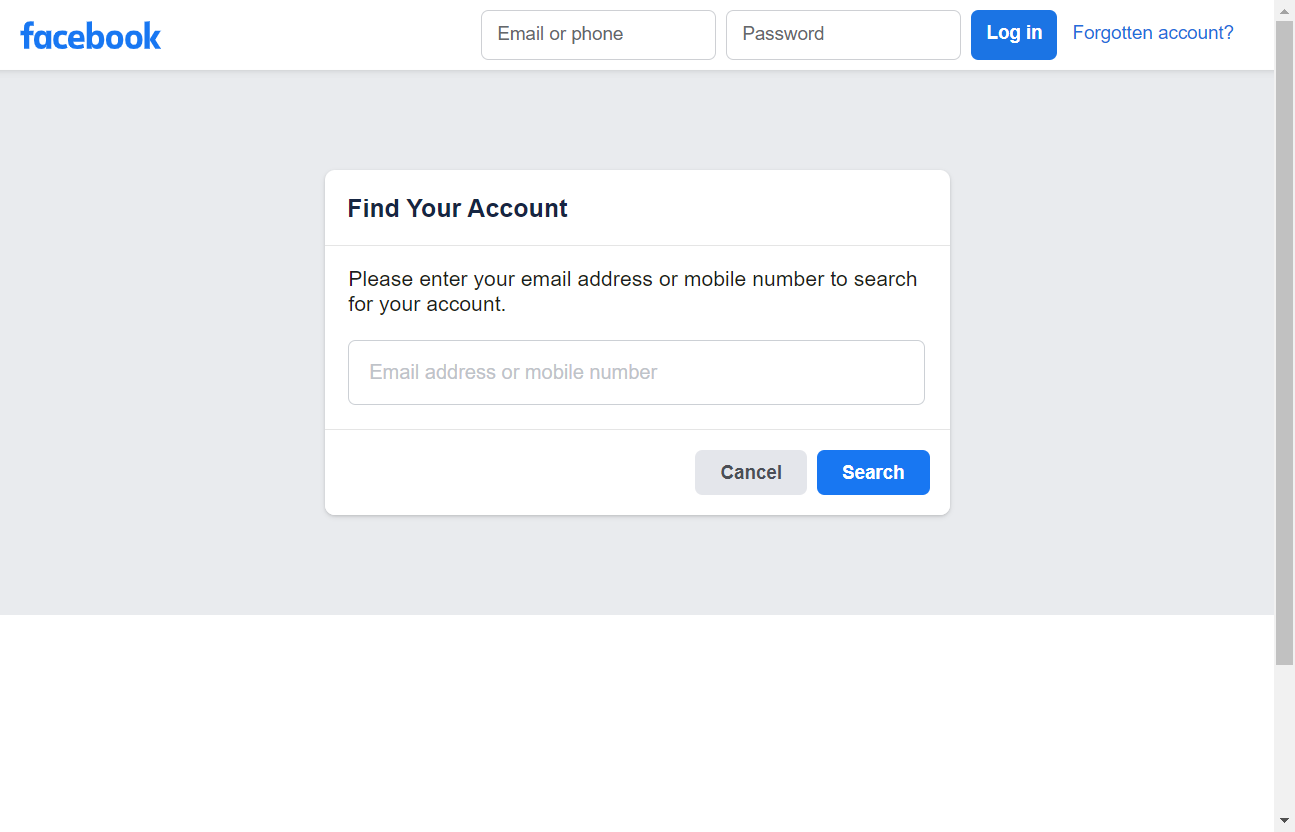 facebook
Email or phone
Password
Log in
Forgotten account?
Find Your Account
Please enter your email address or mobile number to search
for your account.
Email address or mobile number
Cancel
Search